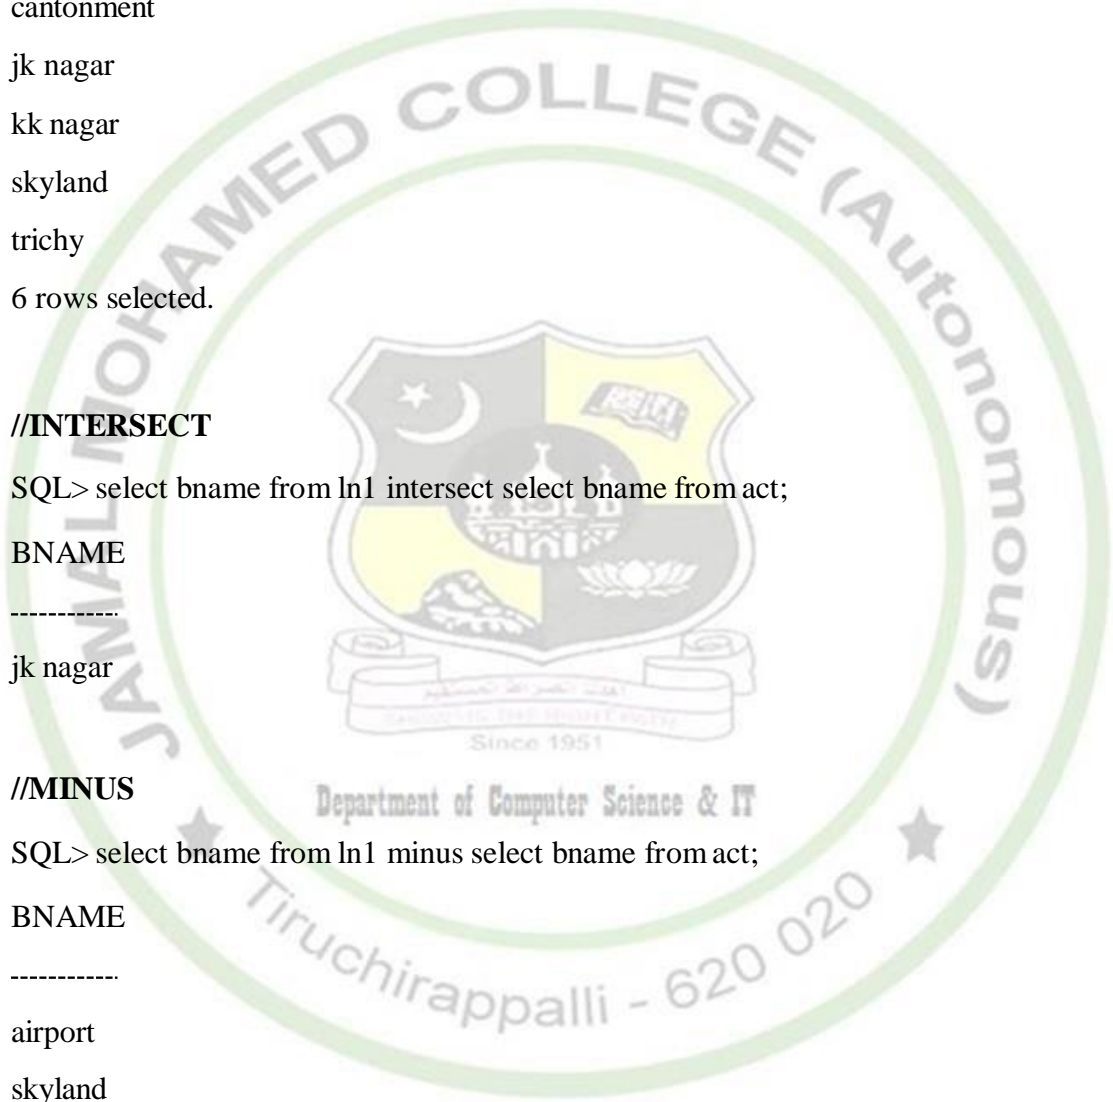 cantonment
jk nagar
kk nagar
skyland
trichy
6 rows selected.
//INTERSECT
SQL> select bname from ln1 intersect select bname from act;
BNAME
------------
jk nagar
//MINUS
SQL> select bname from ln1 minus select bname from act;
BNAME
------------
airport
skyland
JAMAL MOHAMED COLLEGE (Autonomous)
Since 1951
Department of Computer Science & IT
Tiruchirappalli - 620 020